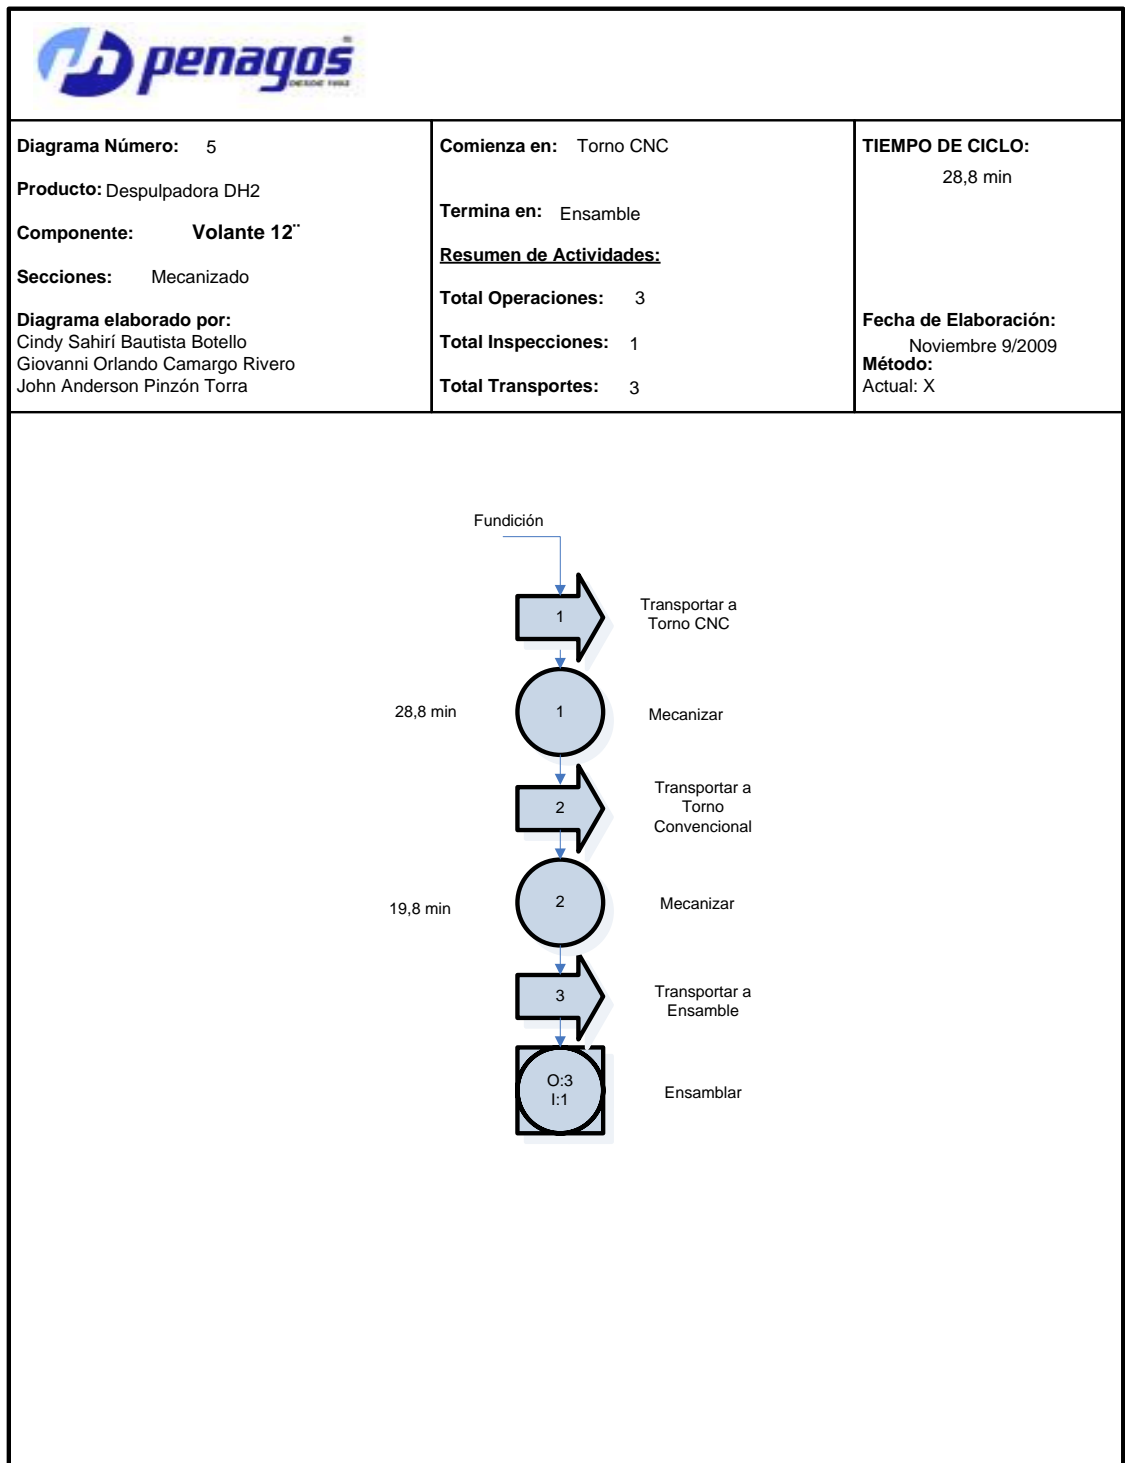 penagos
DESDE 1892
Diagrama Número: 5
Producto: Despulpadora DH2
Componente: Volante 12¨
Secciones: Mecanizado
Diagrama elaborado por:
Cindy Sahirí Bautista Botello
Giovanni Orlando Camargo Rivero
John Anderson Pinzón Torra
Comienza en: Torno CNC
Termina en: Ensamble
Resumen de Actividades:
Total Operaciones: 3
Total Inspecciones: 1
Total Transportes: 3
TIEMPO DE CICLO:
28,8 min
Fecha de Elaboración:
Noviembre 9/2009
Método:
Actual: X
Fundición
1
Transportar a
Torno CNC
28,8 min
1
Mecanizar
2
Transportar a
Torno
Convencional
19,8 min
2
Mecanizar
3
Transportar a
Ensamble
O:3
I:1
Ensamblar